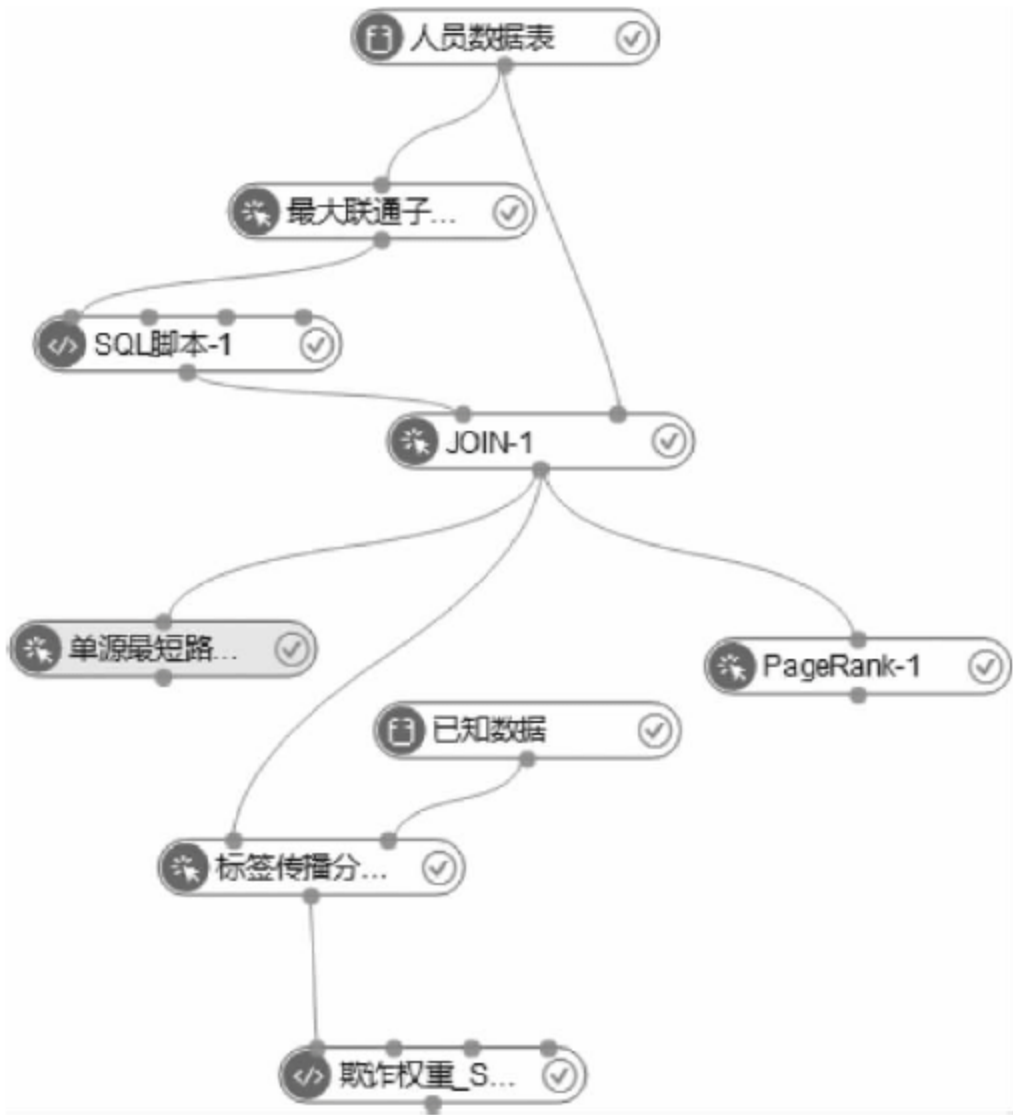 人员数据表
最大联通子...
SQL脚本-1
JOIN-1
单源最短路...
PageRank-1
已知数据
标签传播分...
欺诈权重_S...